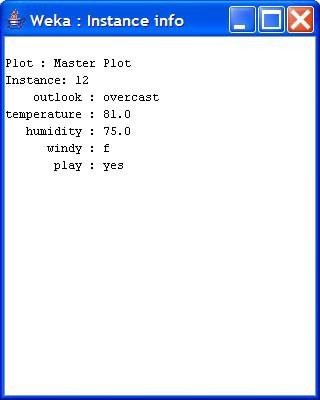 Weka : Instance info
Plot : Master Plot
Instance: 12
outlook : overcast
temperature : 81.0
humidity : 75.0
windy : f
play : yes